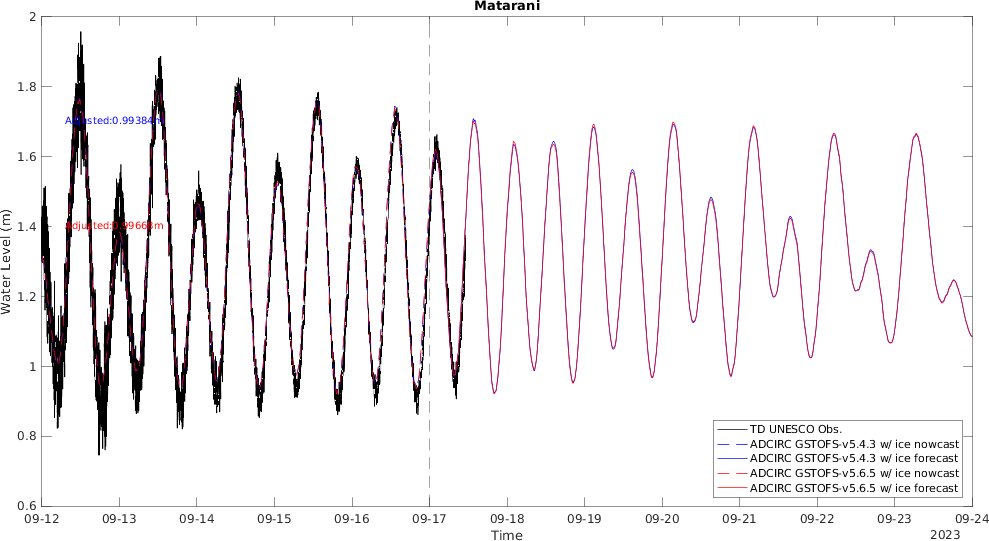 Matarani
2
1.8
1.6
1.4
1.2
1
0.8
0.6
Water Level (m)
Adjusted:0.99384m
Adjusted:0.99668m
TD UNESCO Obs.
ADCIRC GSTOFS-v5.4.3 w/ ice nowcast
ADCIRC GSTOFS-v5.4.3 w/ ice forecast
ADCIRC GSTOFS-v5.6.5 w/ ice nowcast
ADCIRC GSTOFS-v5.6.5 w/ ice forecast
09-12 09-13 09-14 09-15 09-16 09-17 09-18 09-19 09-20 09-21 09-22 09-23 09-24
Time
2023